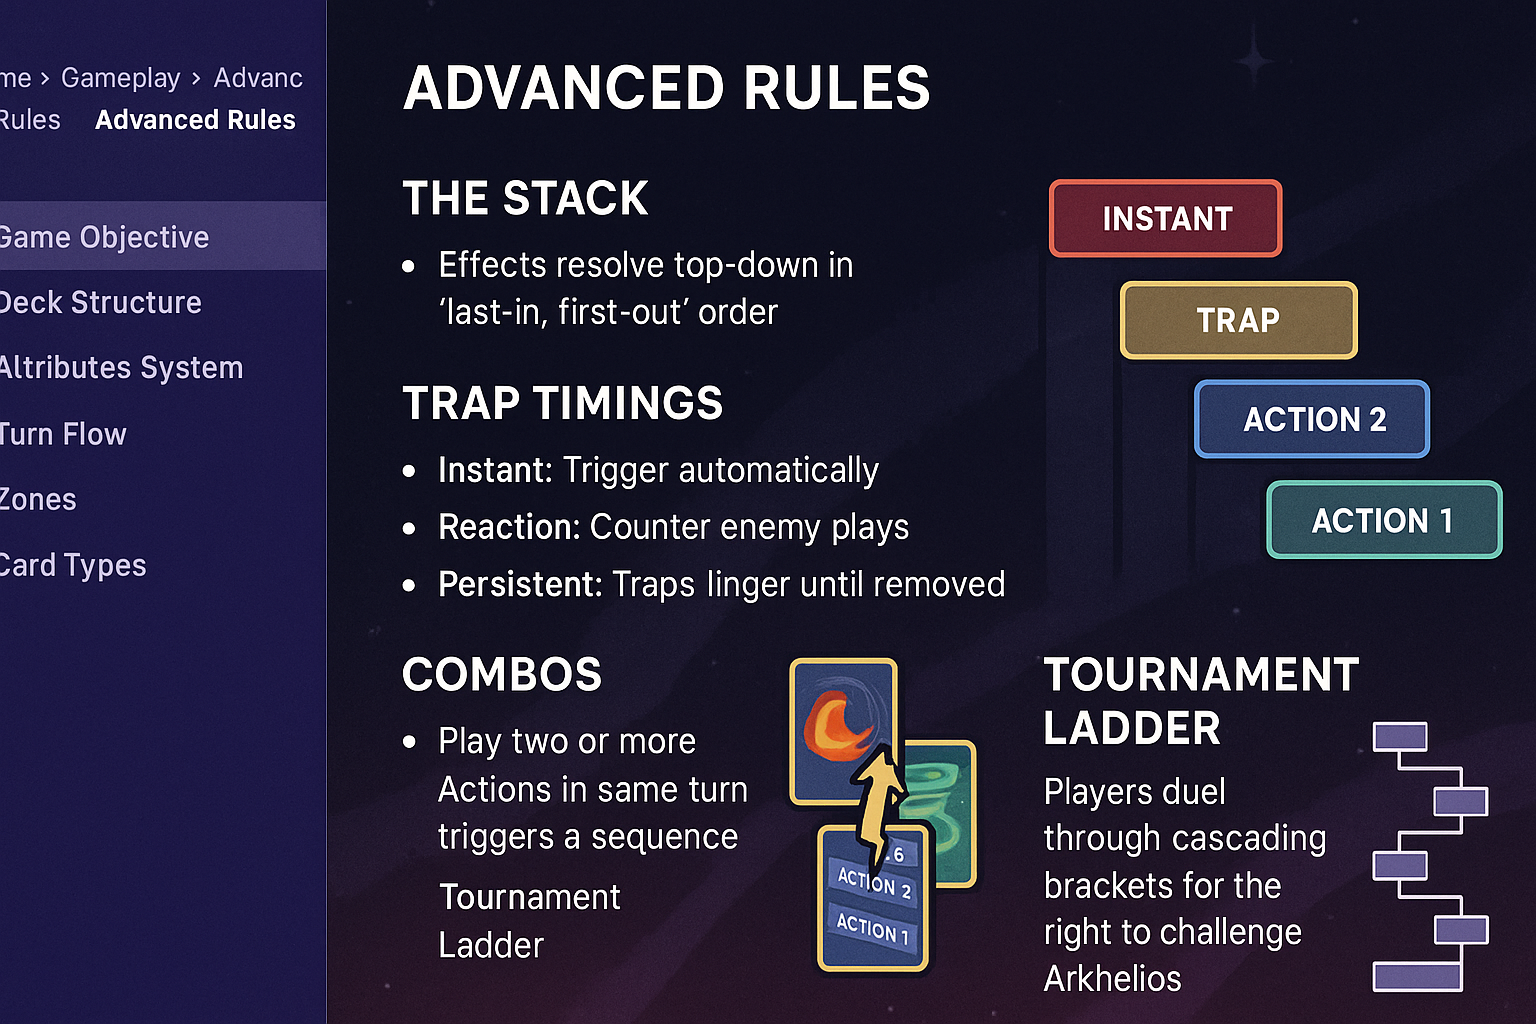 me › Gameplay › Advanc
Rules Advanced Rules
Game Objective
Deck Structure
Altributes System
Turn Flow
Zones
Card Types
ADVANCED RULES
THE STACK
• Effects resolve top-down in
‘last-in, first-out’ order
TRAP TIMINGS
• Instant: Trigger automatically
• Reaction: Counter enemy plays
• Persistent: Traps linger until removed
INSTANT
TRAP
ACTION 2
ACTION 1
COMBOS
• Play two or more
Actions in same turn
triggers a sequence
Tournament
Ladder
6
ACTION 2
ACTION 1
TOURNAMENT
LADDER
Players duel
through cascading
brackets for the
right to challenge
Arkhelios